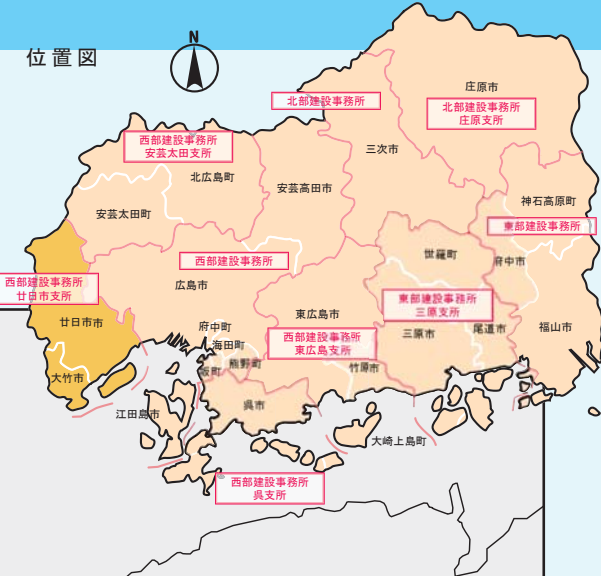 位置図
N
庄原市
北部建設事務所
北部建設事務所
庄原支所
西部建設事務所
安芸太田支所
三次市
北広島町
安芸高田市
神石高原町
安芸太田町
東部建設事務所
世羅町
府中市
西部建設事務所
西部建設事務所
廿日市支所
広島市
東部建設事務所
三原支所
東広島市
廿日市市
府中町
尾道市
福山市
三原市
海田町
西部建設事務所
東広島支所
熊野町
坂町
竹原市
大竹市
呉市
江田島市
大崎上島町
西部建設事務所
呉支所